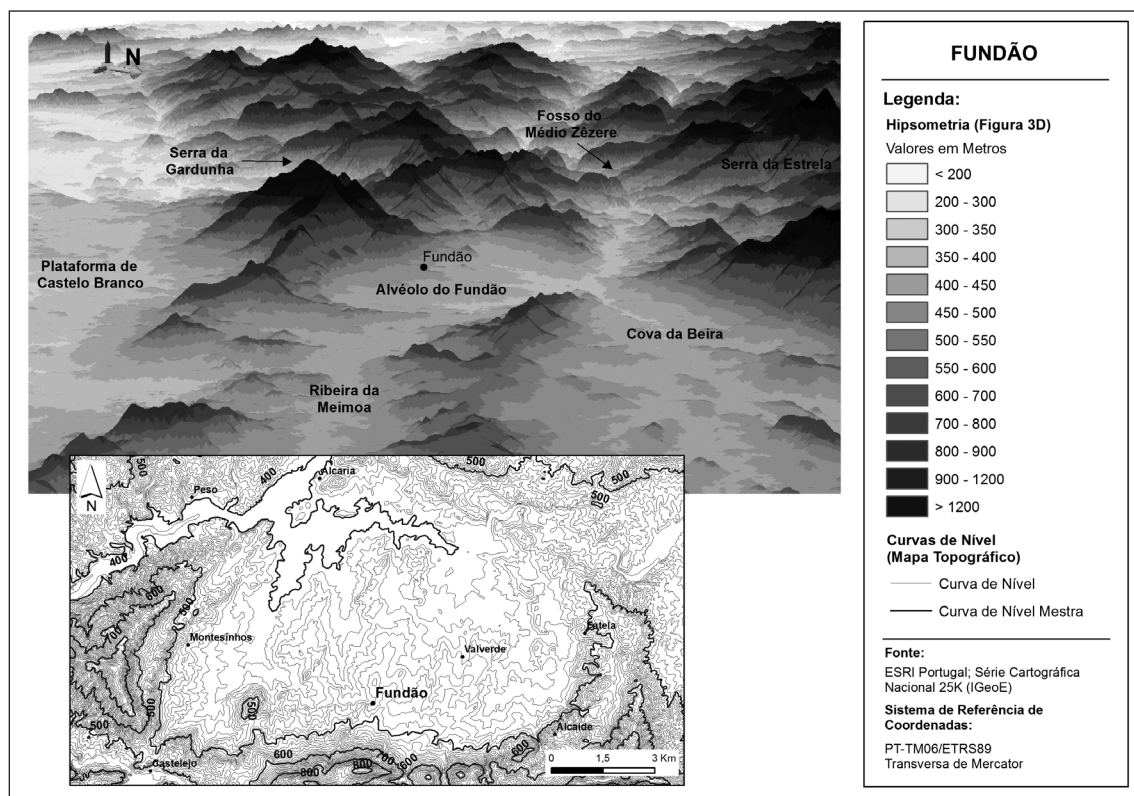 N
Fosso do
Médio Zêzere
Serra da
Gardunha
Serra da Estrela
Fundão
Plataforma de
Castelo Branco
Alvéolo do Fundão
Cova da Beira
Ribeira da
Meimoa
N
500
400
Alcaria
500
500
500
Peso
400
600
500
700
Montesinhos
Fatela
Valverde
500
500
Fundão
500
Alcaide
600
600
700
600
800
800
Castelejo
0 1,5 3 Km
FUNDÃO
Legenda:
Hipsometria (Figura 3D)
Valores em Metros
< 200
200 - 300
300 - 350
350 - 400
400 - 450
450 - 500
500 - 550
550 - 600
600 - 700
700 - 800
800 - 900
900 - 1200
> 1200
Curvas de Nível
(Mapa Topográfico)
Curva de Nível
Curva de Nível Mestra
Fonte:
ESRI Portugal; Série Cartográfica
Nacional 25K (IGeoE)
Sistema de Referência de
Coordenadas:
PT-TM06/ETRS89
Transversa de Mercator